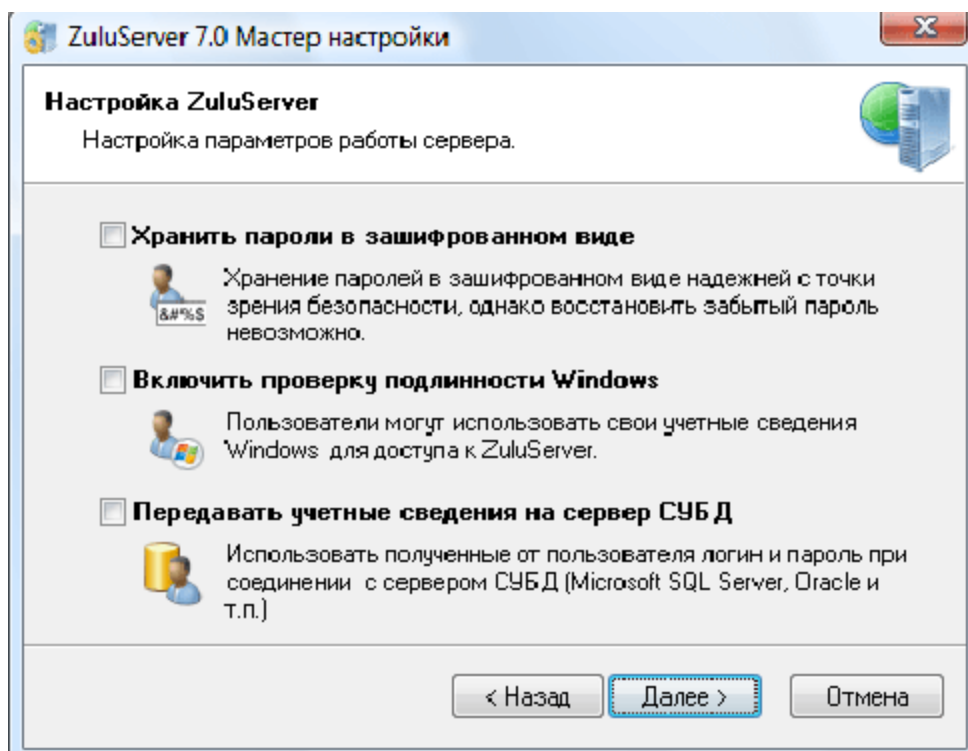 ZuluServer 7.0 Мастер настройки
Настройка ZuluServer
Настройка параметров работы сервера.
Хранить пароли в зашифрованном виде
Хранение паролей в зашифрованном виде надежней с точки
зрения безопасности, однако восстановить забытый пароль
невозможно.
&#%$
Включить проверку подлинности Windows
Пользователи могут использовать свои учетные сведения
Windows для доступа к ZuluServer.
Передавать учетные сведения на сервер СУБД
Использовать полученные от пользователя логин и пароль при
соединении с сервером СУБД (Microsoft SQL Server, Oracle и
т.п.)
< Назад
Далее >
Отмена